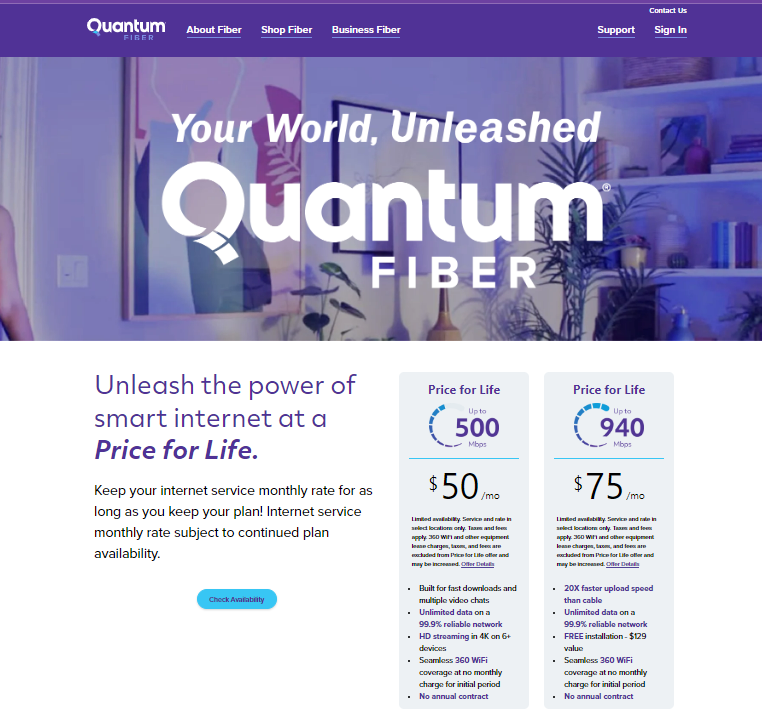 Contact Us
Quantum
FIBER
About Fiber
Shop Fiber
Business Fiber
Support
Sign In
Your World, Unleashed
Quantum®
FIBER
Unleash the power of
smart internet at a
Price for Life.
Keep your internet service monthly rate for as
long as you keep your plan! Internet service
monthly rate subject to continued plan
availability.
Check Availability
Price for Life
Up to
500
Mbps
$50/mo
Limited availability. Service and rate in
select locations only. Taxes and fees
apply. 360 WiFi and other equipment
lease charges, taxes, and fees are
excluded from Price for Life offer and
may be increased. Offer Details
• Built for fast downloads and
multiple video chats
• Unlimited data on a
99.9% reliable network
• HD streaming in 4K on 6+
devices
• Seamless 360 WiFi
coverage at no monthly
charge for initial period
• No annual contract
Price for Life
Up to
940
Mbps
$75/mo
Limited availability. Service and rate in
select locations only. Taxes and fees
apply. 360 WiFi and other equipment
lease charges, taxes, and fees are
excluded from Price for Life offer and
may be increased. Offer Details
• 20X faster upload speed
than cable
• Unlimited data on a
99.9% reliable network
• FREE installation - $129
value
• Seamless 360 WiFi
coverage at no monthly
charge for initial period
• No annual contract